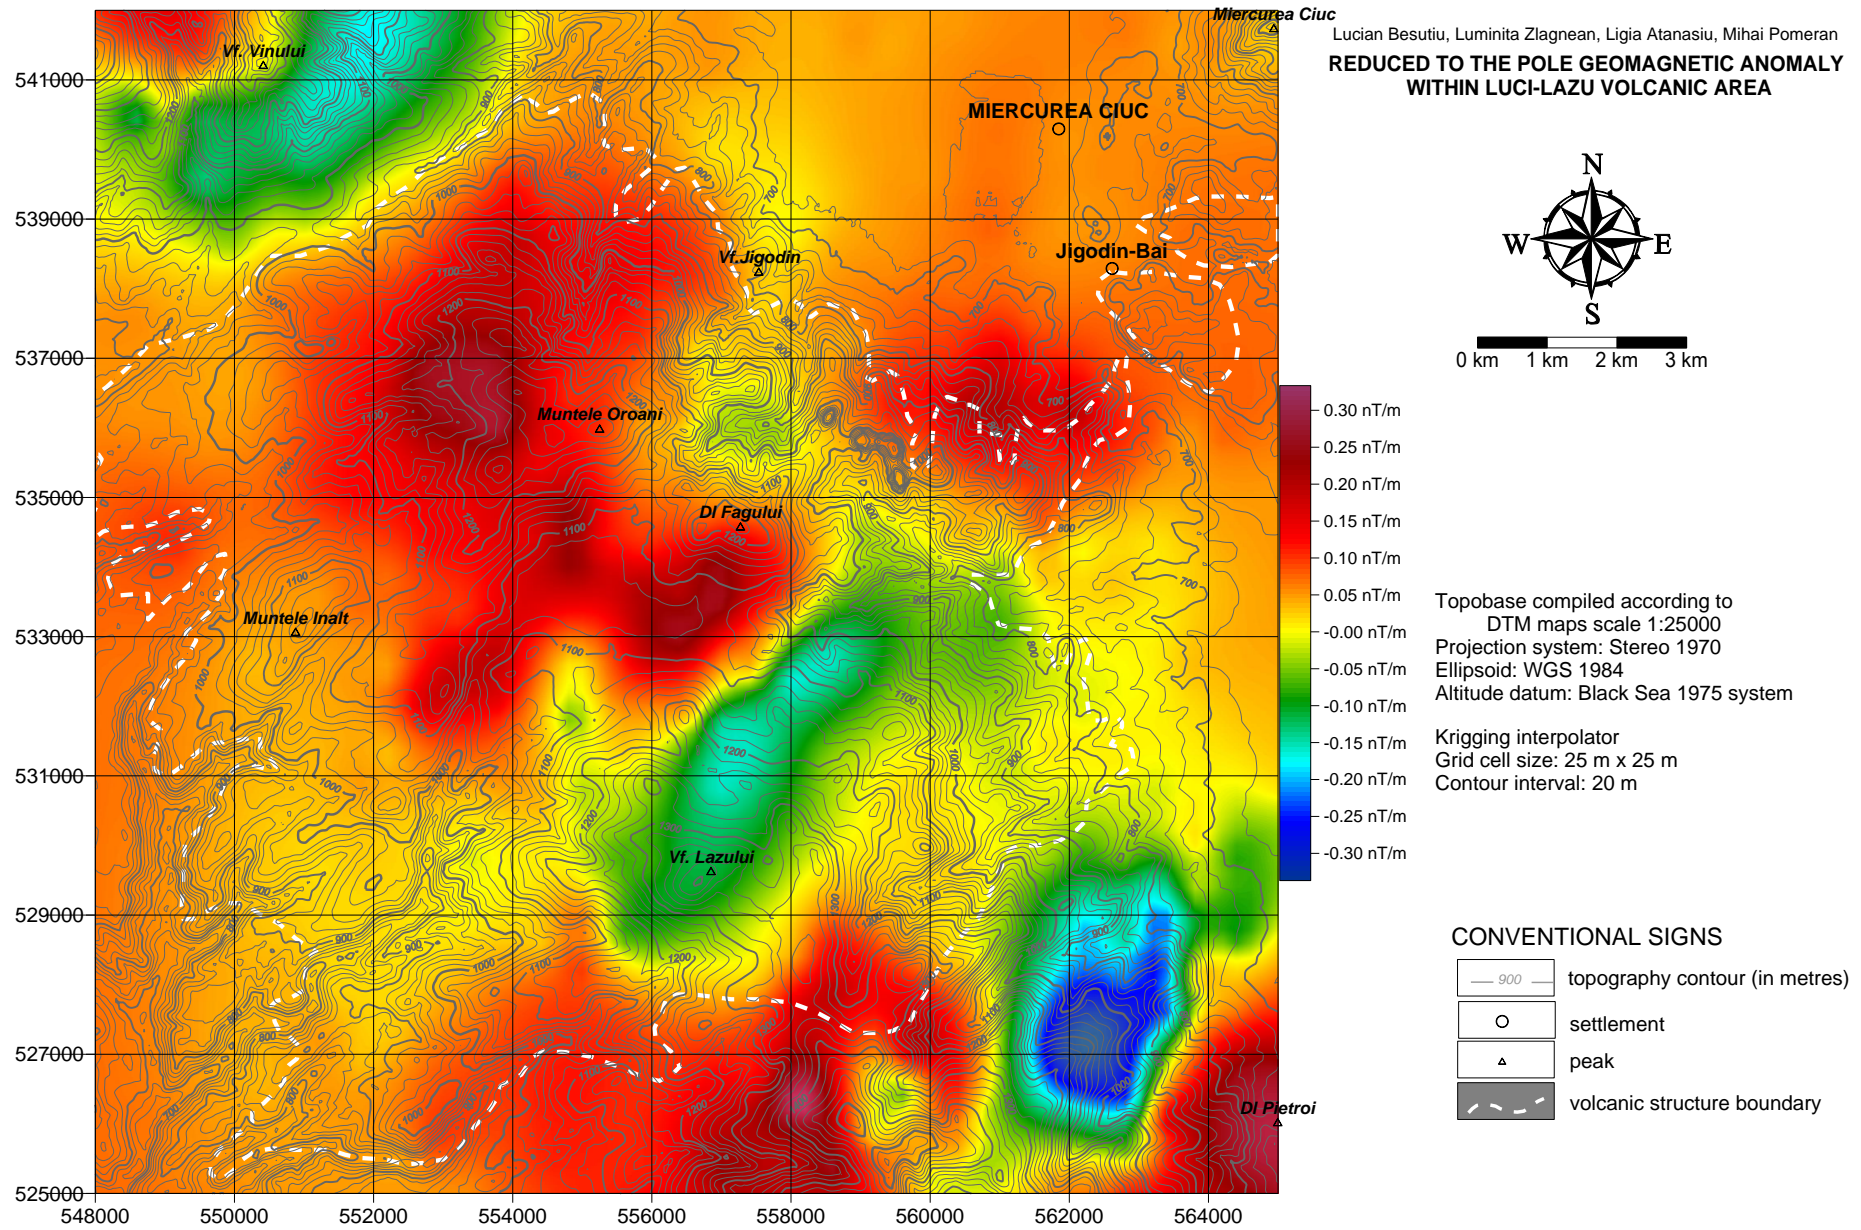 Lucian Besutiu, Luminita Zlagnean, Ligia Atanasiu, Mihai Pomeran
REDUCED TO THE POLE GEOMAGNETIC ANOMALY
WITHIN LUCI-LAZU VOLCANIC AREA
N
W
E
S
0 km 1 km 2 km 3 km
0.30 nT/m
0.25 nT/m
0.20 nT/m
0.15 nT/m
0.10 nT/m
0.05 nT/m
-0.00 nT/m
-0.05 nT/m
-0.10 nT/m
-0.15 nT/m
-0.20 nT/m
-0.25 nT/m
-0.30 nT/m
Topobase compiled according to
DTM maps scale 1:25000
Projection system: Stereo 1970
Ellipsoid: WGS 1984
Altitude datum: Black Sea 1975 system
Krigging interpolator
Grid cell size: 25 m x 25 m
Contour interval: 20 m
CONVENTIONAL SIGNS
900
topography contour (in metres)
settlement
peak
volcanic structure boundary
Miercurea Ciuc
Vf. Vinului
MIERCUREA CIUC
Jigodin-Bai
Vf.Jigodin
Muntele Oroani
Dl Fagului
Muntele Inalt
Vf. Lazului
Dl Pietroi
541000
539000
537000
535000
533000
531000
529000
527000
525000
548000 550000 552000 554000 556000 558000 560000 562000 564000